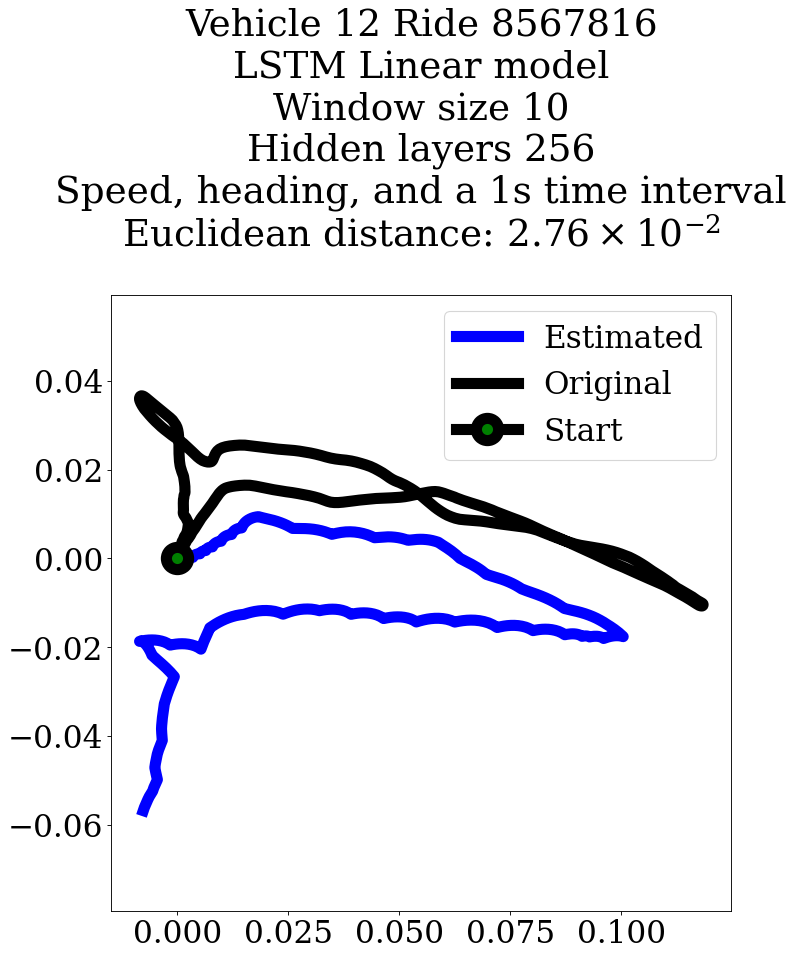 Vehicle 12 Ride 8567816
LSTM Linear model
Window size 10
Hidden layers 256
Speed, heading, and a 1s time interval
Euclidean distance: 2.76 × 10⁻²
Estimated
Original
Start
0.04
0.02
0.00
−0.02
−0.04
−0.06
0.000 0.025 0.050 0.075 0.100